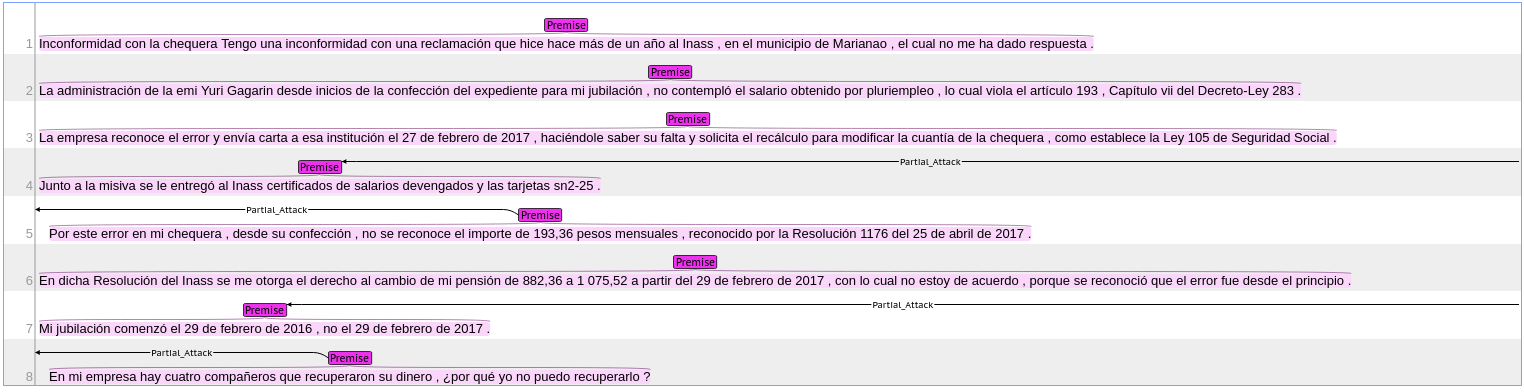 Premise
1 Inconformidad con la chequera Tengo una inconformidad con una reclamación que hice hace más de un año al Inass , en el municipio de Marianao , el cual no me ha dado respuesta .
Premise
2 La administración de la emi Yuri Gagarin desde inicios de la confección del expediente para mi jubilación , no contempló el salario obtenido por pluriempleo , lo cual viola el artículo 193 , Capítulo vii del Decreto-Ley 283 .
Premise
3 La empresa reconoce el error y envía carta a esa institución el 27 de febrero de 2017 , haciéndole saber su falta y solicita el recálculo para modificar la cuantía de la chequera , como establece la Ley 105 de Seguridad Social .
Premise Partial_Attack
4 Junto a la misiva se le entregó al Inass certificados de salarios devengados y las tarjetas sn2-25 .
Partial_Attack Premise
5 Por este error en mi chequera , desde su confección , no se reconoce el importe de 193,36 pesos mensuales , reconocido por la Resolución 1176 del 25 de abril de 2017 .
Premise
6 En dicha Resolución del Inass se me otorga el derecho al cambio de mi pensión de 882,36 a 1 075,52 a partir del 29 de febrero de 2017 , con lo cual no estoy de acuerdo , porque se reconoció que el error fue desde el principio .
Premise Partial_Attack
7 Mi jubilación comenzó el 29 de febrero de 2016 , no el 29 de febrero de 2017 .
Partial_Attack Premise
8 En mi empresa hay cuatro compañeros que recuperaron su dinero , ¿por qué yo no puedo recuperarlo ?